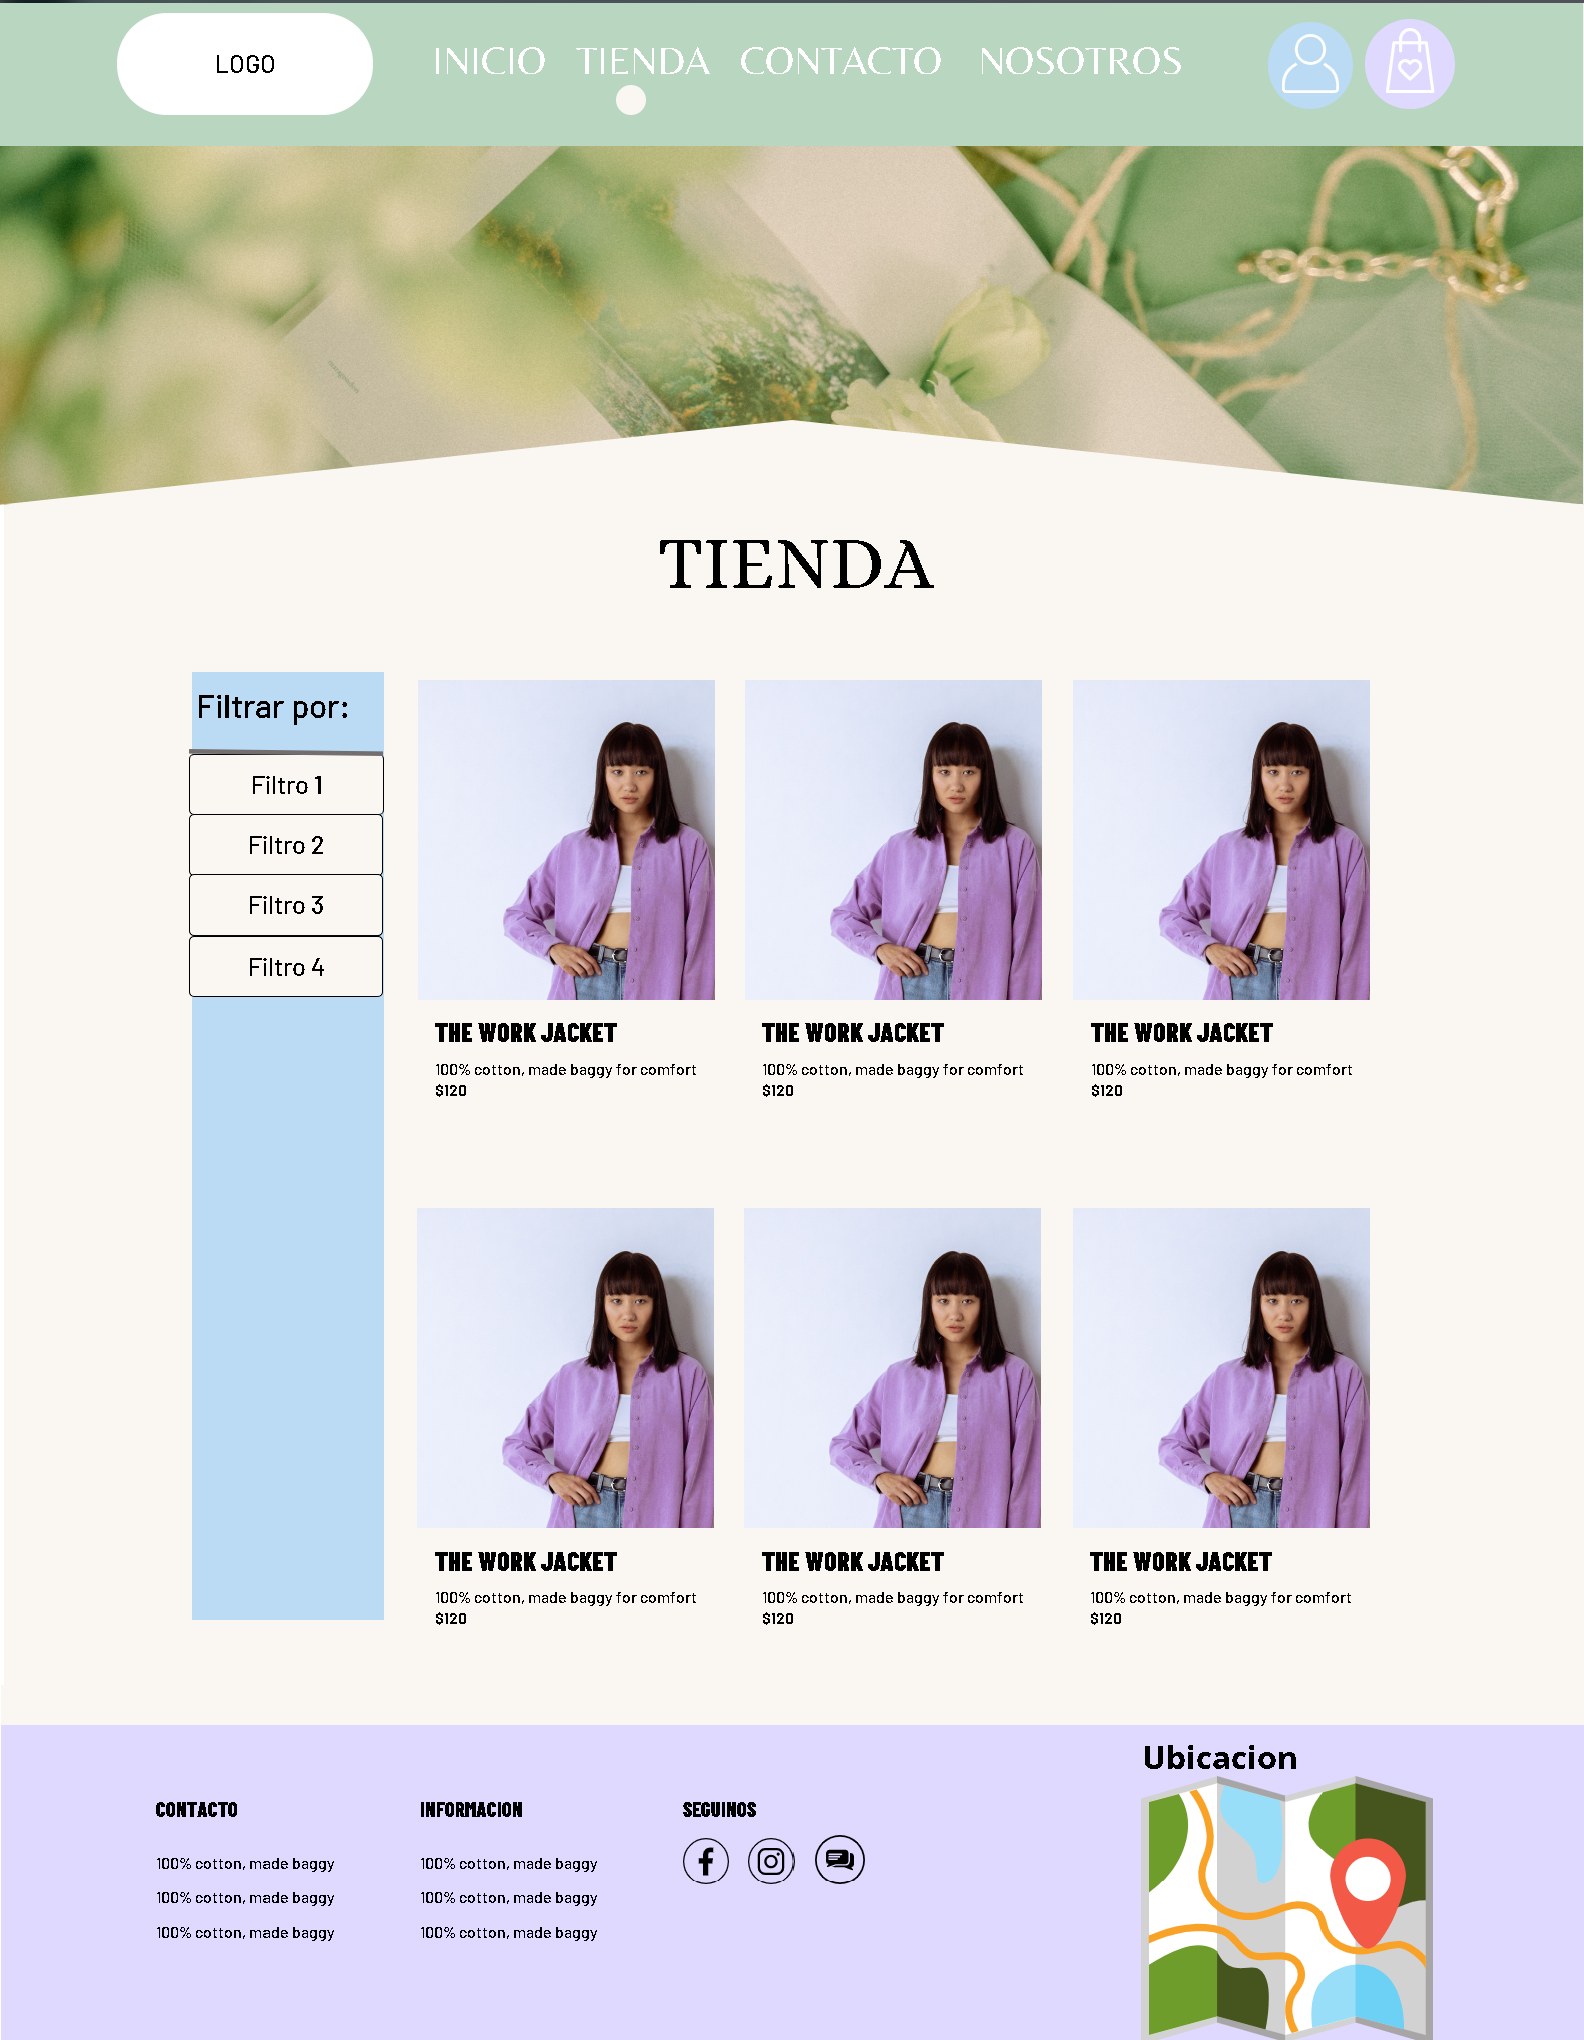 LOGO
INICIO TIENDA CONTACTO NOSOTROS
TIENDA
Filtrar por:
Filtro 1
Filtro 2
Filtro 3
Filtro 4
THE WORK JACKET
100% cotton, made baggy for comfort
$120
THE WORK JACKET
100% cotton, made baggy for comfort
$120
THE WORK JACKET
100% cotton, made baggy for comfort
$120
THE WORK JACKET
100% cotton, made baggy for comfort
$120
THE WORK JACKET
100% cotton, made baggy for comfort
$120
THE WORK JACKET
100% cotton, made baggy for comfort
$120
CONTACTO
100% cotton, made baggy
100% cotton, made baggy
100% cotton, made baggy
INFORMACION
100% cotton, made baggy
100% cotton, made baggy
100% cotton, made baggy
SEGUINOS
Ubicacion